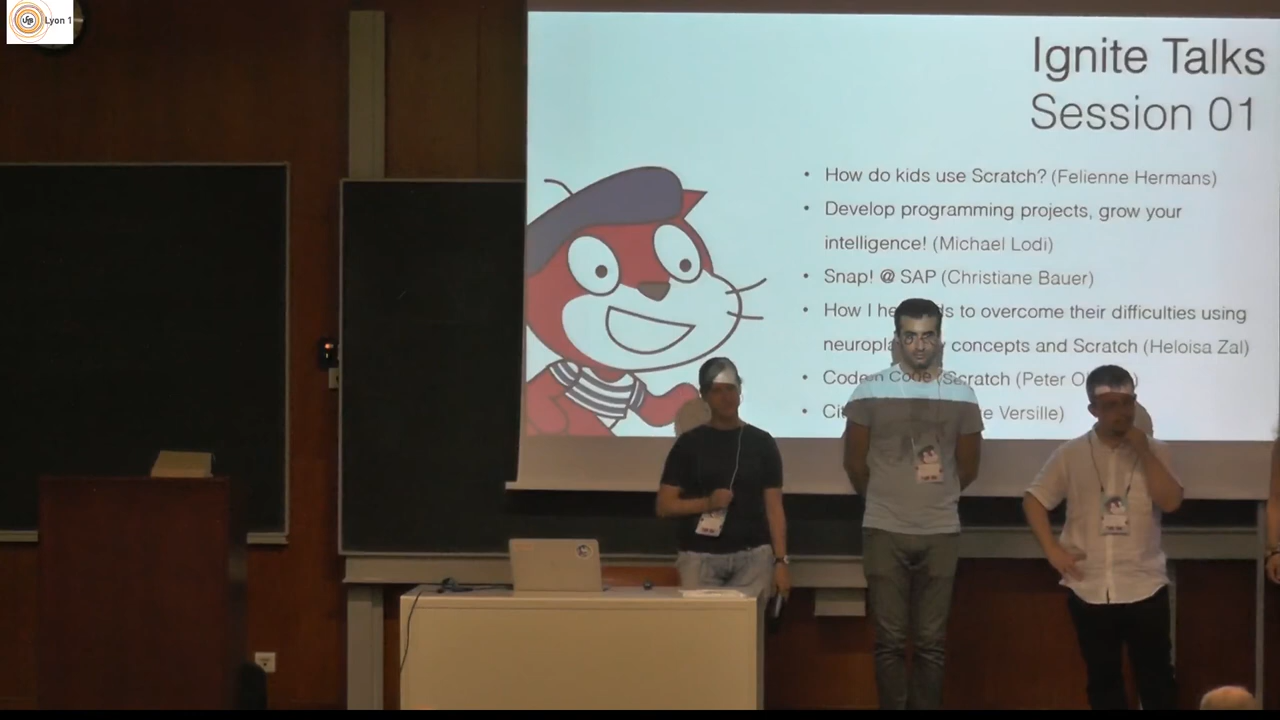 Lyon 1
Ignite Talks
Session 01
• How do kids use Scratch? (Felienne Hermans)
• Develop programming projects, grow your
intelligence! (Michael Lodi)
• Snap! @ SAP (Christiane Bauer)
• How I to overcome their difficulties using
concepts and Scratch (Heloisa Zal)
• Code Scratch (Peter
• Versille)